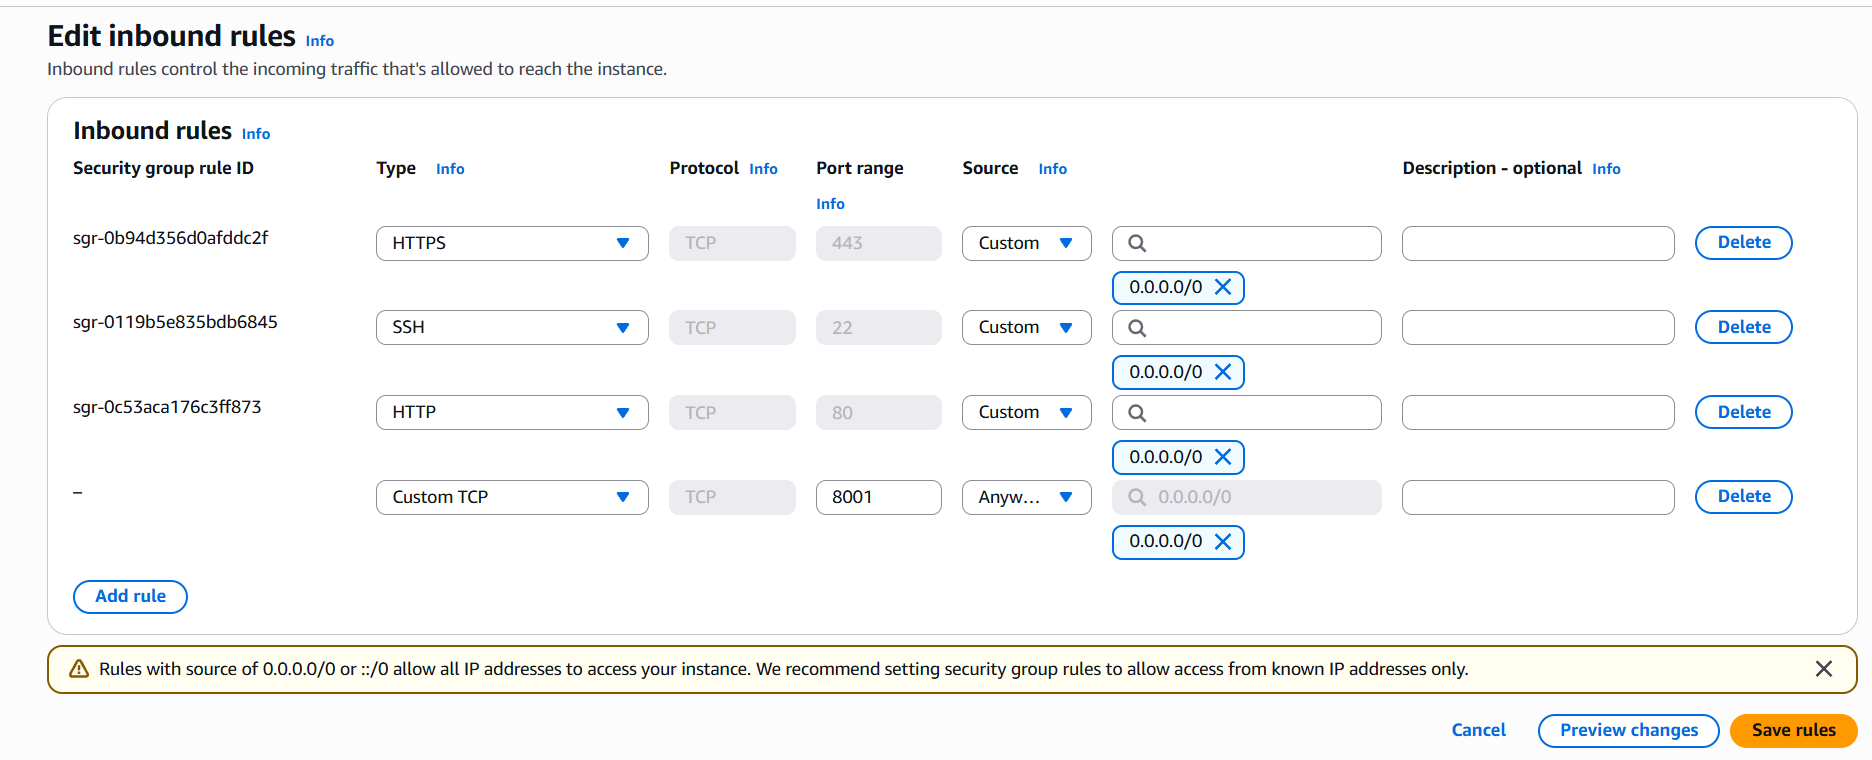 Edit inbound rules Info
Inbound rules control the incoming traffic that's allowed to reach the instance.
Inbound rules Info
Security group rule ID Type Info Protocol Info Port range Source Info Description - optional Info
Info
sgr-0b94d356d0afddc2f HTTPS TCP 443 Custom Delete
0.0.0.0/0
sgr-0119b5e835bdb6845 SSH TCP 22 Custom Delete
0.0.0.0/0
sgr-0c53aca176c3ff873 HTTP TCP 80 Custom Delete
0.0.0.0/0
– Custom TCP TCP 8001 Anyw... 0.0.0.0/0 Delete
0.0.0.0/0
Add rule
Rules with source of 0.0.0.0/0 or ::/0 allow all IP addresses to access your instance. We recommend setting security group rules to allow access from known IP addresses only.
Cancel Preview changes Save rules